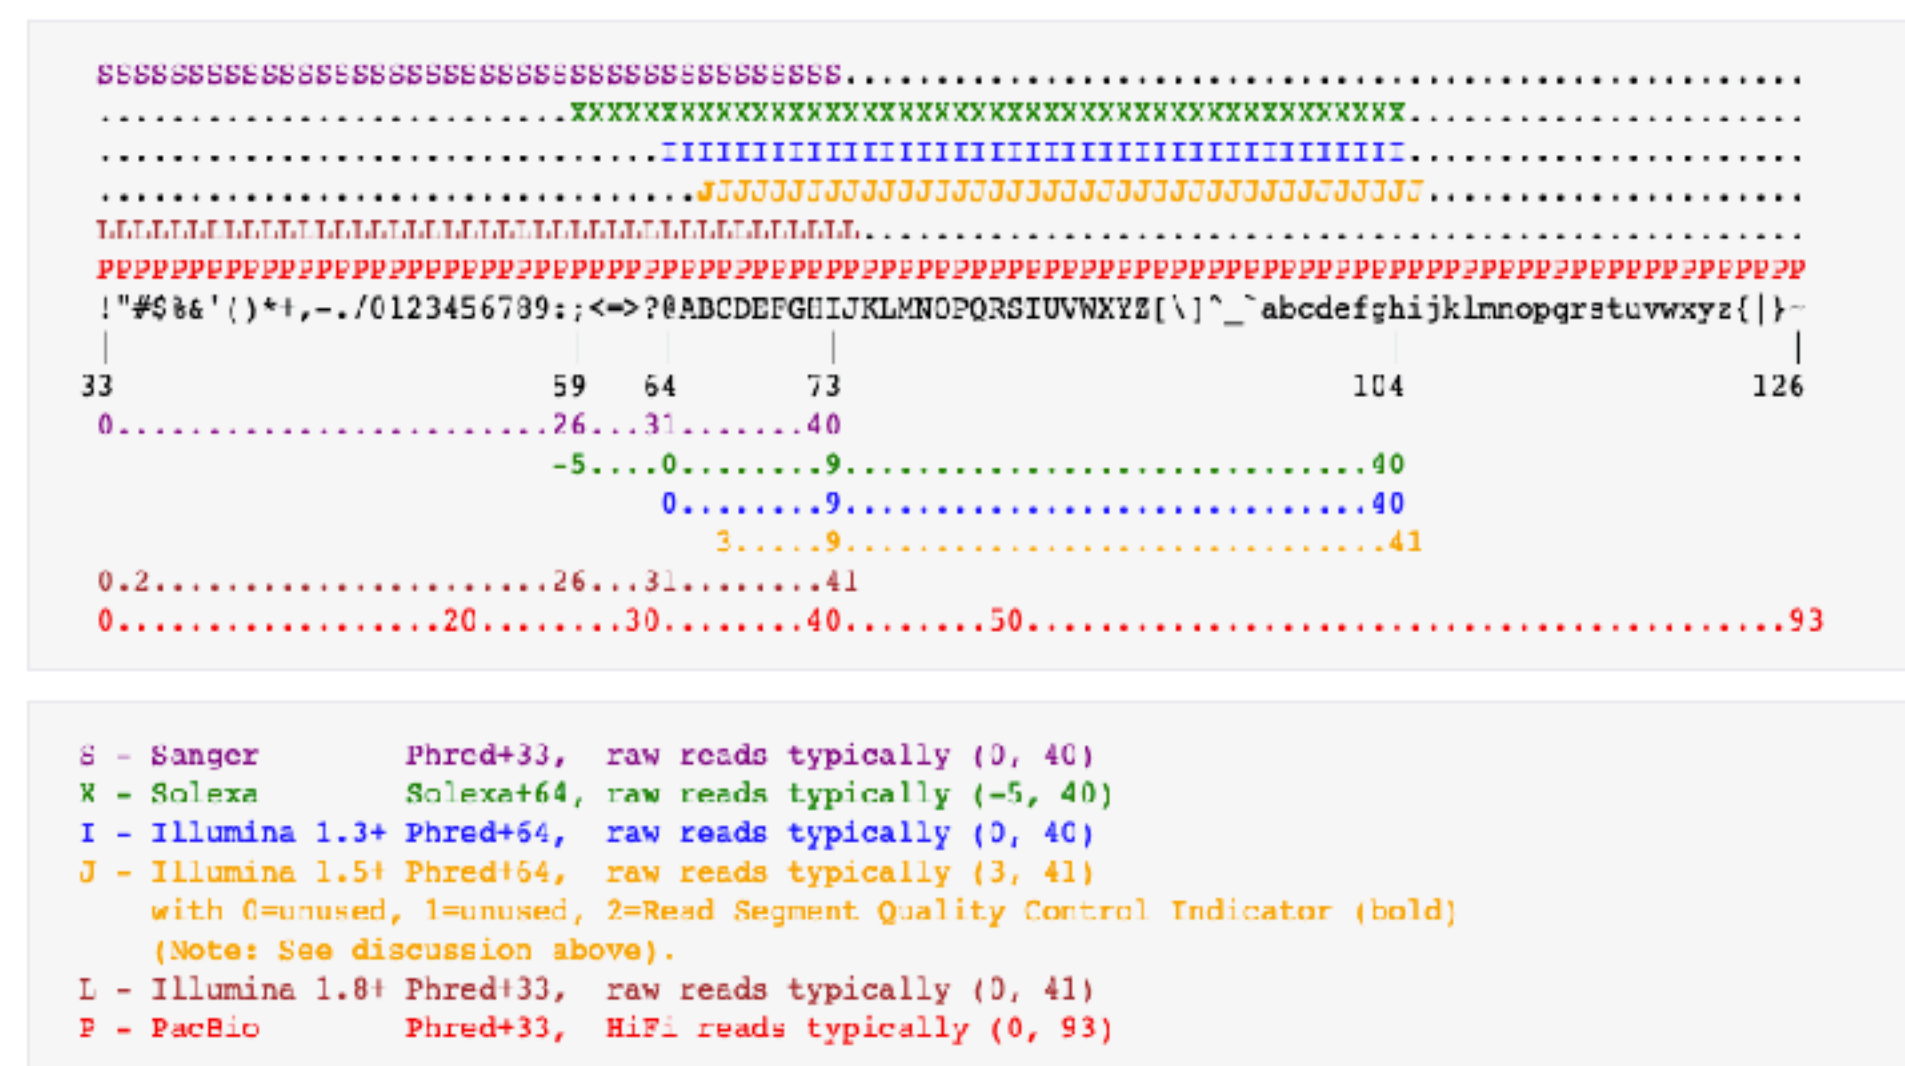 SSSSSSSSSSSSSSSSSSSSSSSSSSSSSSSSSSSSSSSSS.....................................................
..........................XXXXXXXXXXXXXXXXXXXXXXXXXXXXXXXXXXXXXXXXXXXXXX......................
...............................IIIIIIIIIIIIIIIIIIIIIIIIIIIIIIIIIIIIIIIII......................
.................................JJJJJJJJJJJJJJJJJJJJJJJJJJJJJJJJJJJJJJJJ.....................
LLLLLLLLLLLLLLLLLLLLLLLLLLLLLLLLLLLLLLLLLL....................................................
PPPPPPPPPPPPPPPPPPPPPPPPPPPPPPPPPPPPPPPPPPPPPPPPPPPPPPPPPPPPPPPPPPPPPPPPPPPPPPPPPPPPPPPPPPPPPP
!"#$%&'()*+,-./0123456789:;<=>?@ABCDEFGHIJKLMNOPQRSTUVWXYZ[\]^_`abcdefghijklmnopqrstuvwxyz{|}~
33 59 64 73 104 126
0........................26...31.......40
-5....0........9.............................40
0........9.............................40
3.....9..............................41
0.2......................26...31........41
0..................20........30........40........50..........................................93
S - Sanger Phred+33, raw reads typically (0, 40)
X - Solexa Solexa+64, raw reads typically (-5, 40)
I - Illumina 1.3+ Phred+64, raw reads typically (0, 40)
J - Illumina 1.5+ Phred+64, raw reads typically (3, 41)
with 0=unused, 1=unused, 2=Read Segment Quality Control Indicator (bold)
(Note: See discussion above).
L - Illumina 1.8+ Phred+33, raw reads typically (0, 41)
P - PacBio Phred+33, HiFi reads typically (0, 93)